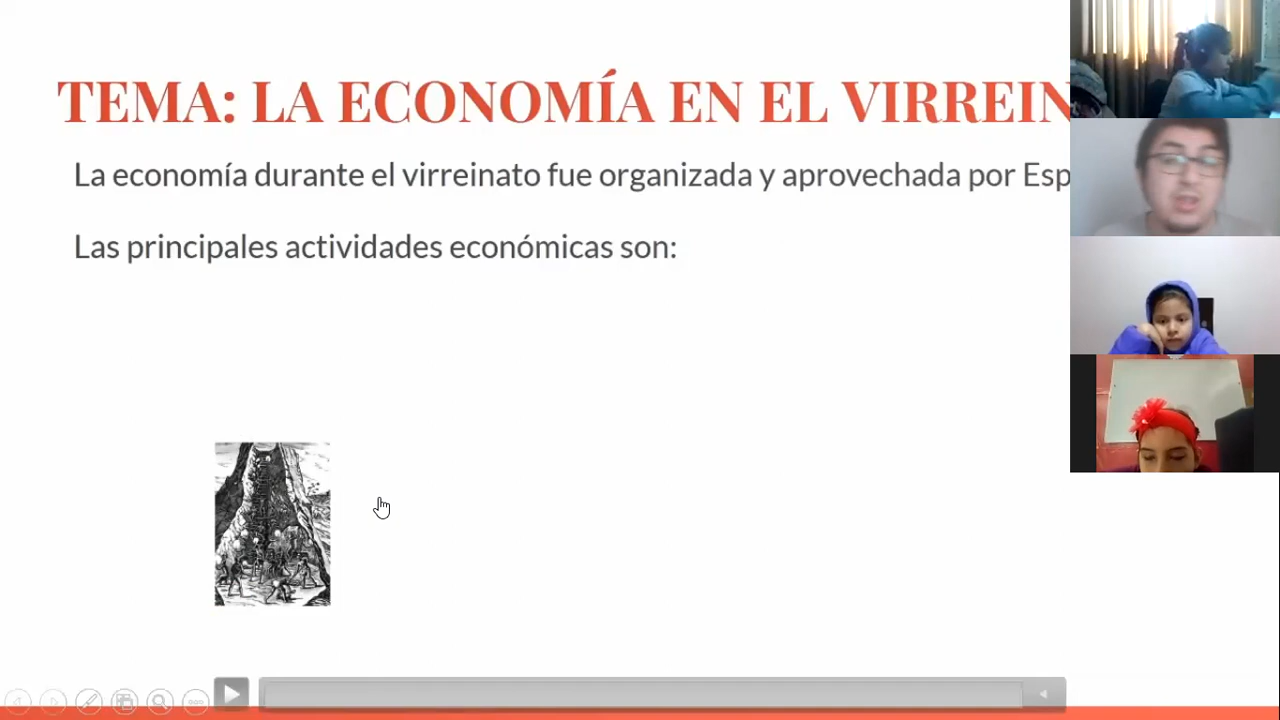 TEMA: LA ECONOMÍA EN EL VIRREIN
La economía durante el virreinato fue organizada y aprovechada por Esp
Las principales actividades económicas son: